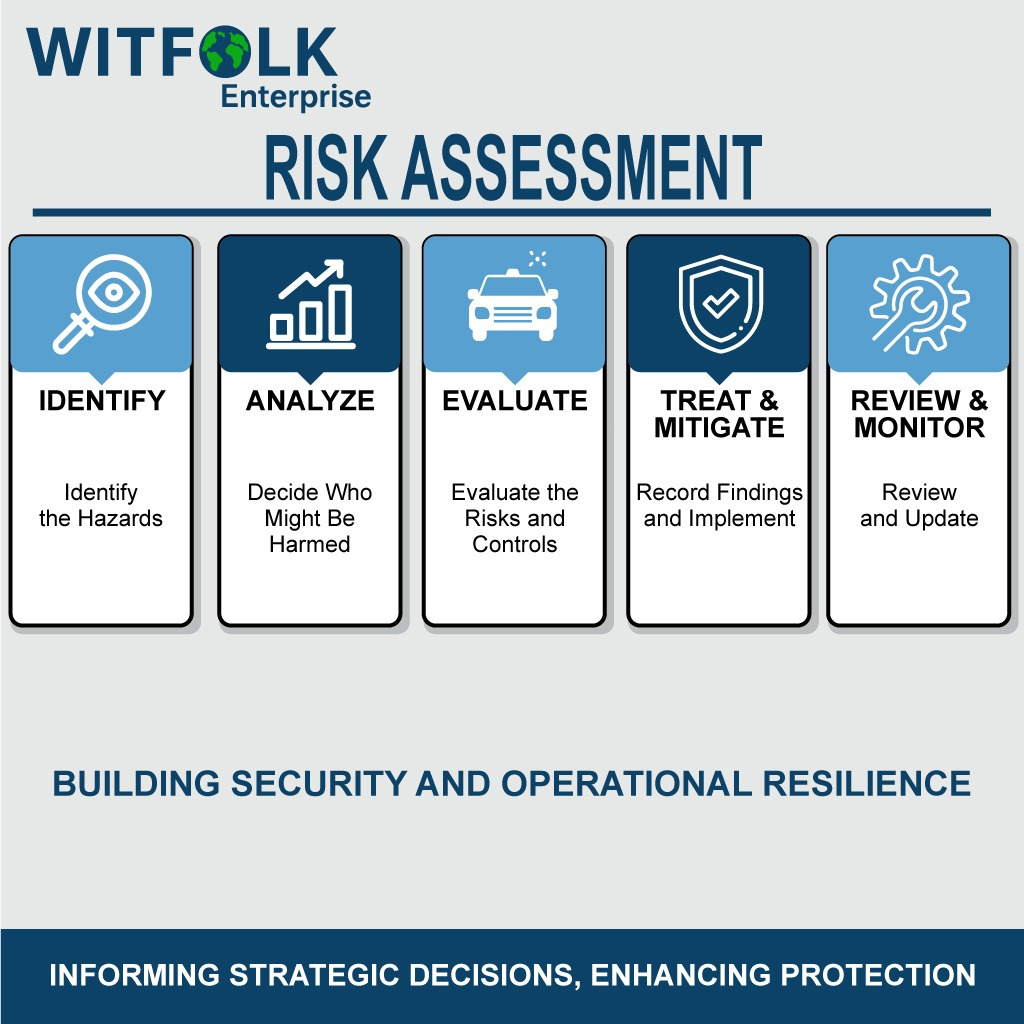 WITFOLK
Enterprise
RISK ASSESSMENT
IDENTIFY
Identify
the Hazards
ANALYZE
Decide Who
Might Be
Harmed
EVALUATE
Evaluate the
Risks and
Controls
TREAT &
MITIGATE
Record Findings
and Implement
REVIEW &
MONITOR
Review
and Update
BUILDING SECURITY AND OPERATIONAL RESILIENCE
INFORMING STRATEGIC DECISIONS, ENHANCING PROTECTION